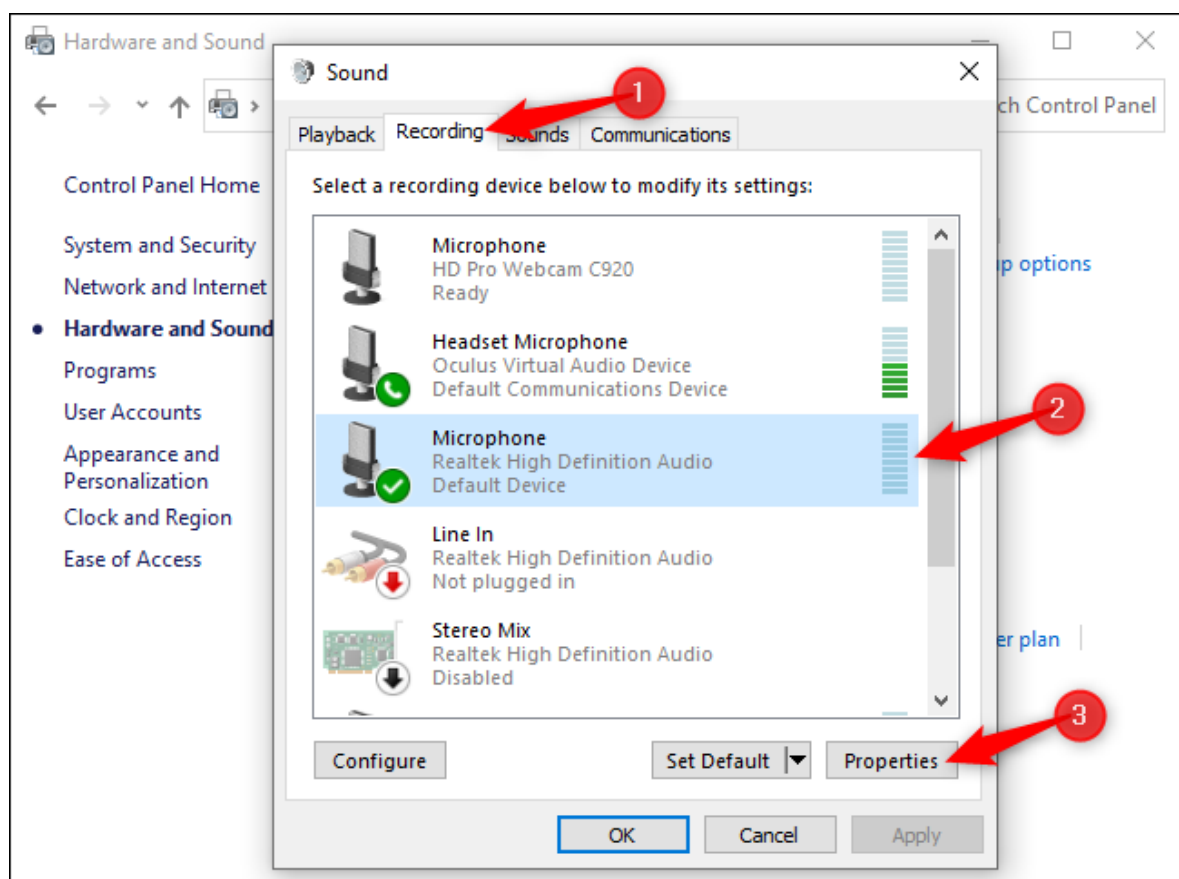 Hardware and Sound
Sound
1
ch Control Panel
Playback
Recording
Sounds
Communications
Control Panel Home
System and Security
Network and Internet
Hardware and Sound
Programs
User Accounts
Appearance and
Personalization
Clock and Region
Ease of Access
Select a recording device below to modify its settings:
Microphone
HD Pro Webcam C920
Ready
Headset Microphone
Oculus Virtual Audio Device
Default Communications Device
2
Microphone
Realtek High Definition Audio
Default Device
Line In
Realtek High Definition Audio
Not plugged in
Stereo Mix
Realtek High Definition Audio
Disabled
p options
er plan
3
Configure
Set Default
Properties
OK
Cancel
Apply